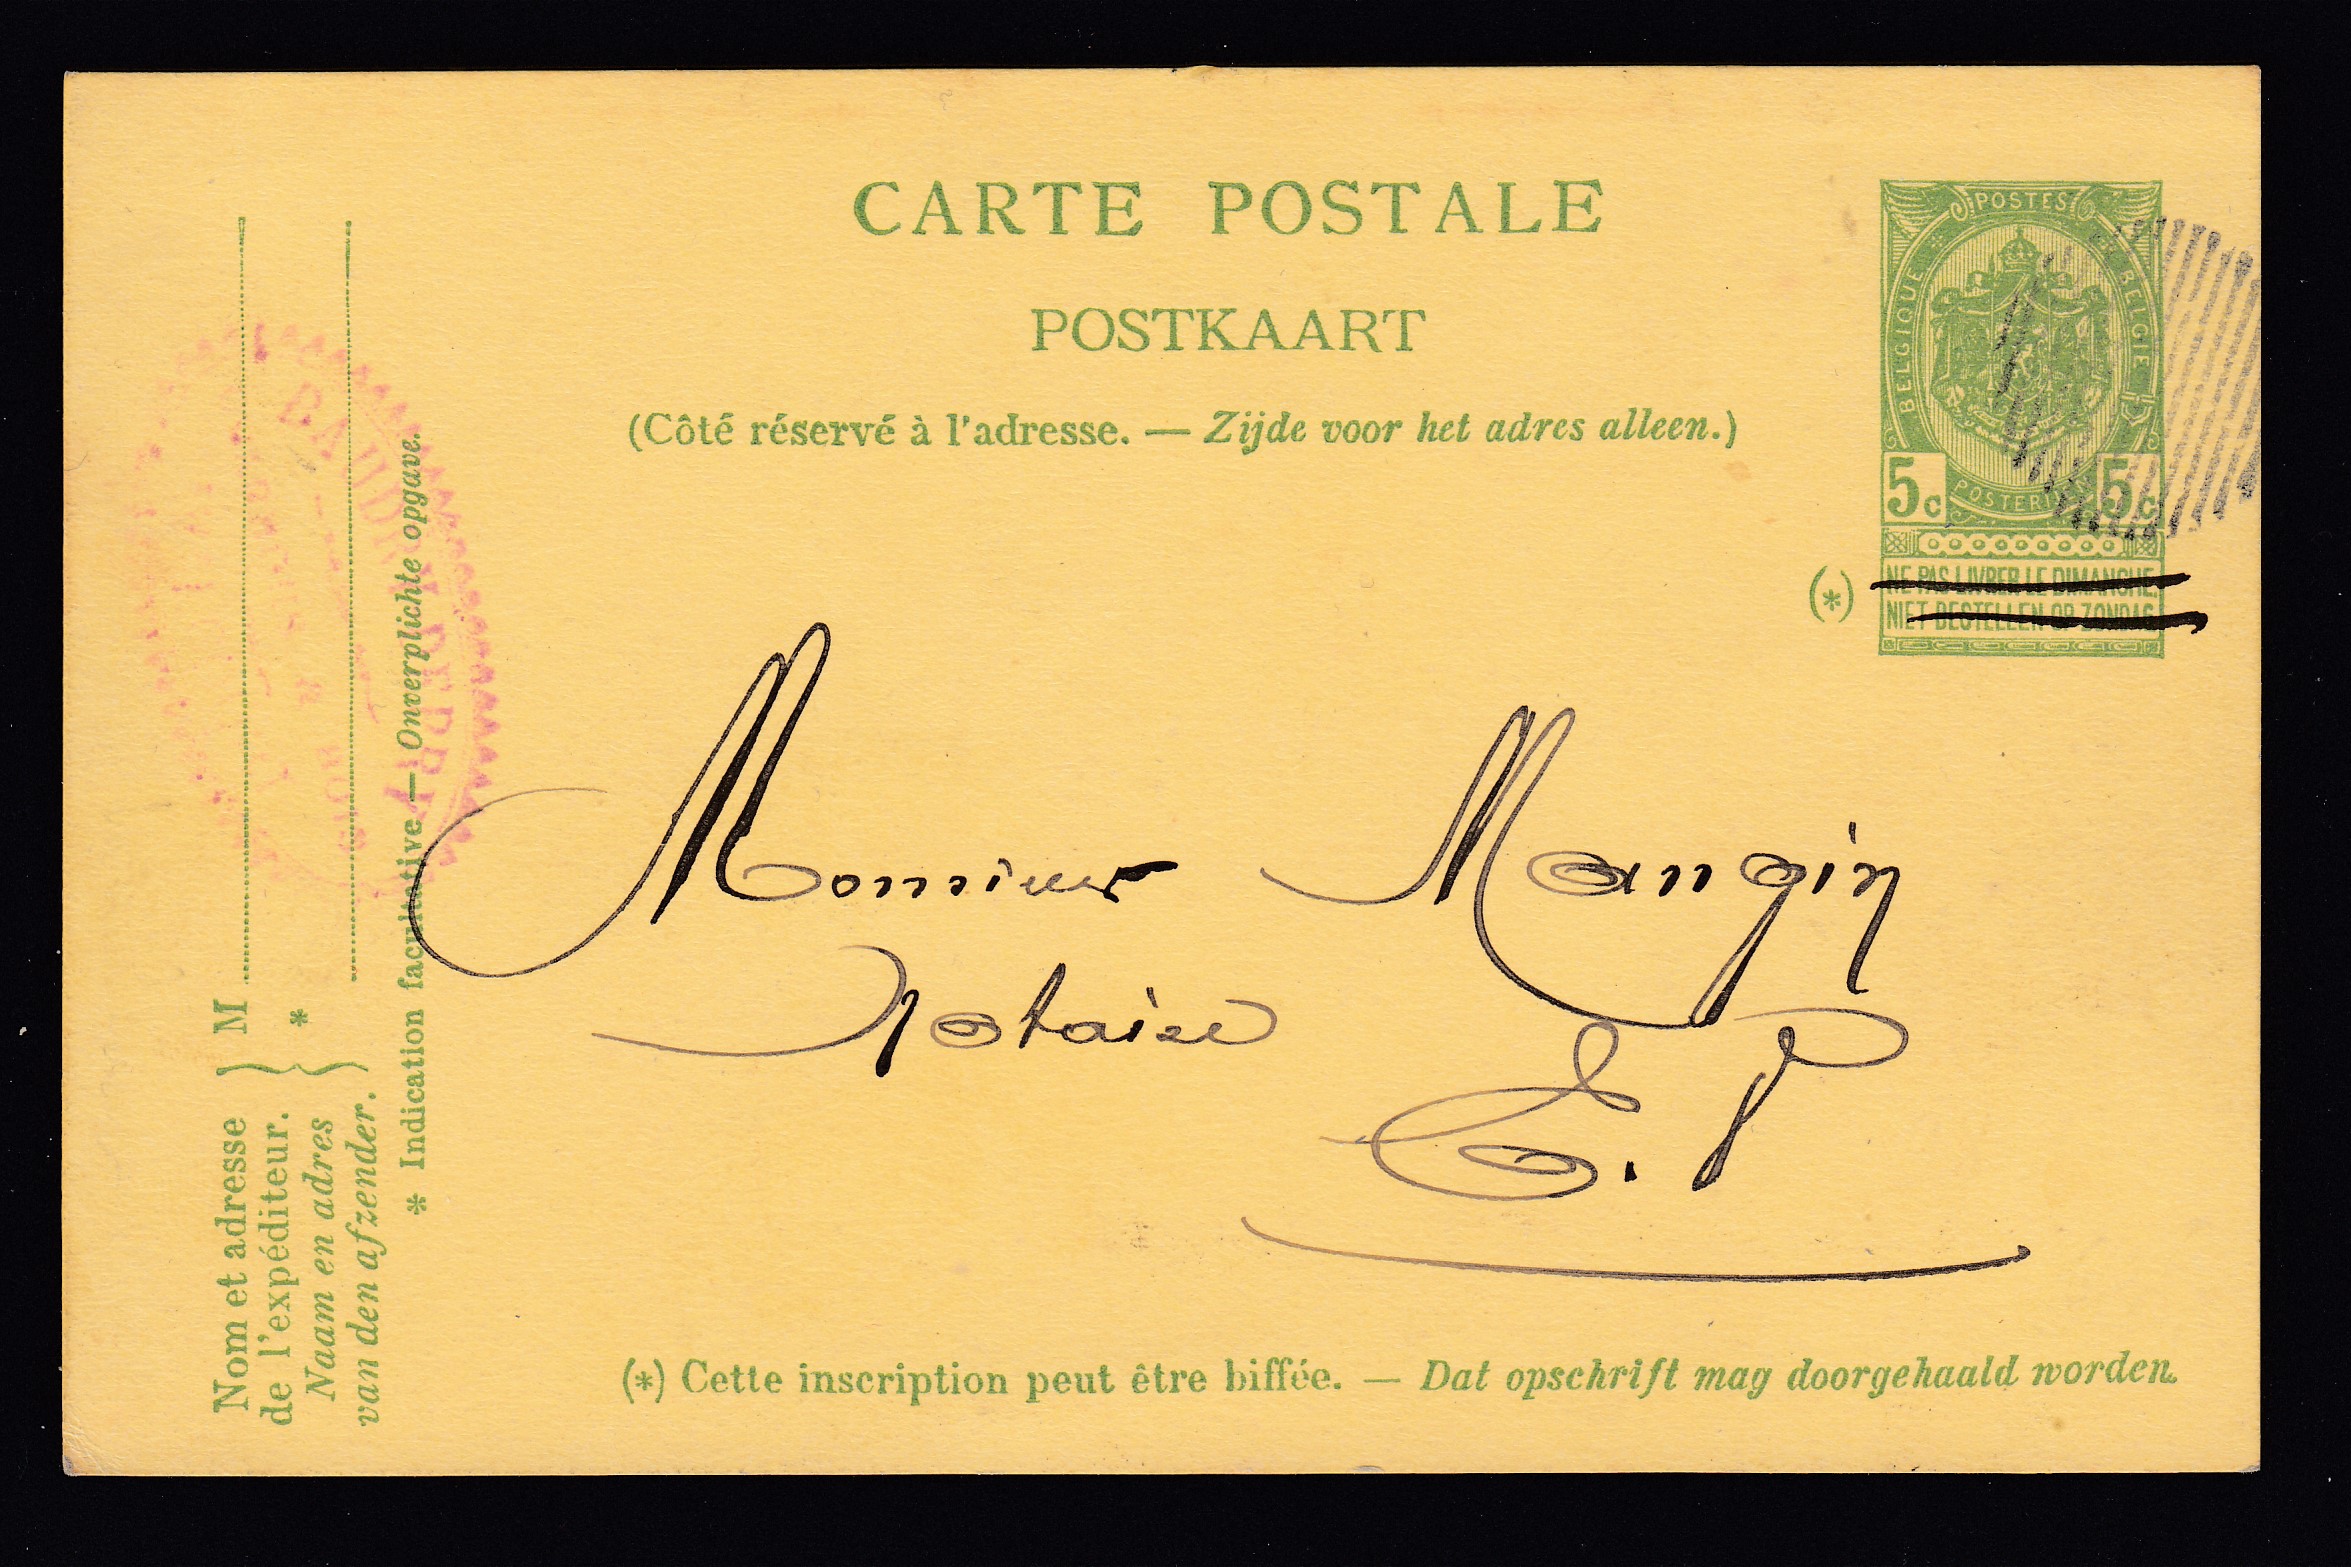 CARTE POSTALE
POSTKAART
(Côté réservé à l'adresse. — Zijde voor het adres alleen.)
POSTES
BELGIQUE
BELGIE
POSTERIJEN
5c 5c
(*) NE PAS LIVRER LE DIMANCHE.
NIET BESTELLEN OP ZONDAG.
Monsieur Mangin
Notaire
E. P
(*) Cette inscription peut être biffée. — Dat opschrift mag doorgehaald worden.
Nom et adresse
de l'expéditeur.
M
Naam en adres
van den afzender.
*
* Indication facultative — Onverplichte opgave.